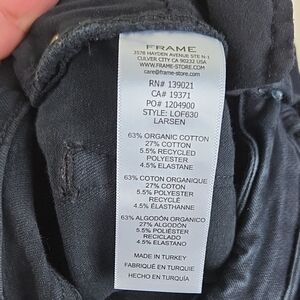 FRAME
3578 HAYDEN AVENUE STE N-1
CULVER CITY CA 90232 USA
WWW.FRAME-STORE.COM
care@frame-store.com
RN# 139021
CA# 19371
PO# 1204900
STYLE: LOF630
LARSEN
63% ORGANIC COTTON
27% COTTON
5.5% RECYCLED
POLYESTER
4.5% ELASTANE
63% COTON ORGANIQUE
27% COTON
5.5% POLYESTER
RECYCLÉ
4.5% ÉLASTHANNE
63% ALGODÓN ORGANICO
27% ALGODÓN
5.5% POLIÉSTER
RECICLADO
4.5% ELASTANO
MADE IN TURKEY
FABRIQUÉ EN TURQUIE
HECHO EN TURQUÍA